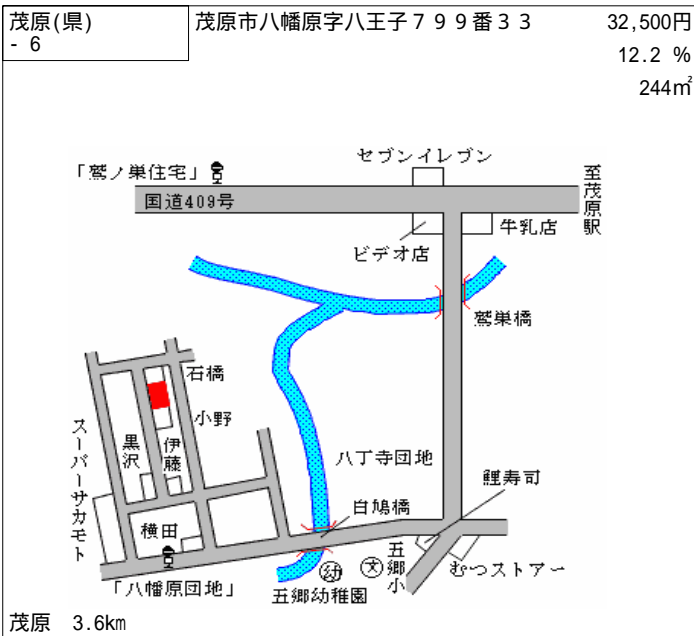 茂原(県)
- 6
茂原市八幡原字八王子７９９番３３
32,500円
12.2 %
244㎡
セブンイレブン
「鷲ノ巣住宅」
国道409号
至茂原駅
牛乳店
ビデオ店
鷲巣橋
石橋
小野
黒沢
伊藤
スーパーサカモト
八丁寺団地
鯉寿司
白鳩橋
横田
「八幡原団地」
幼
五郷幼稚園
文
五郷小
むつストアー
茂原 3.6km